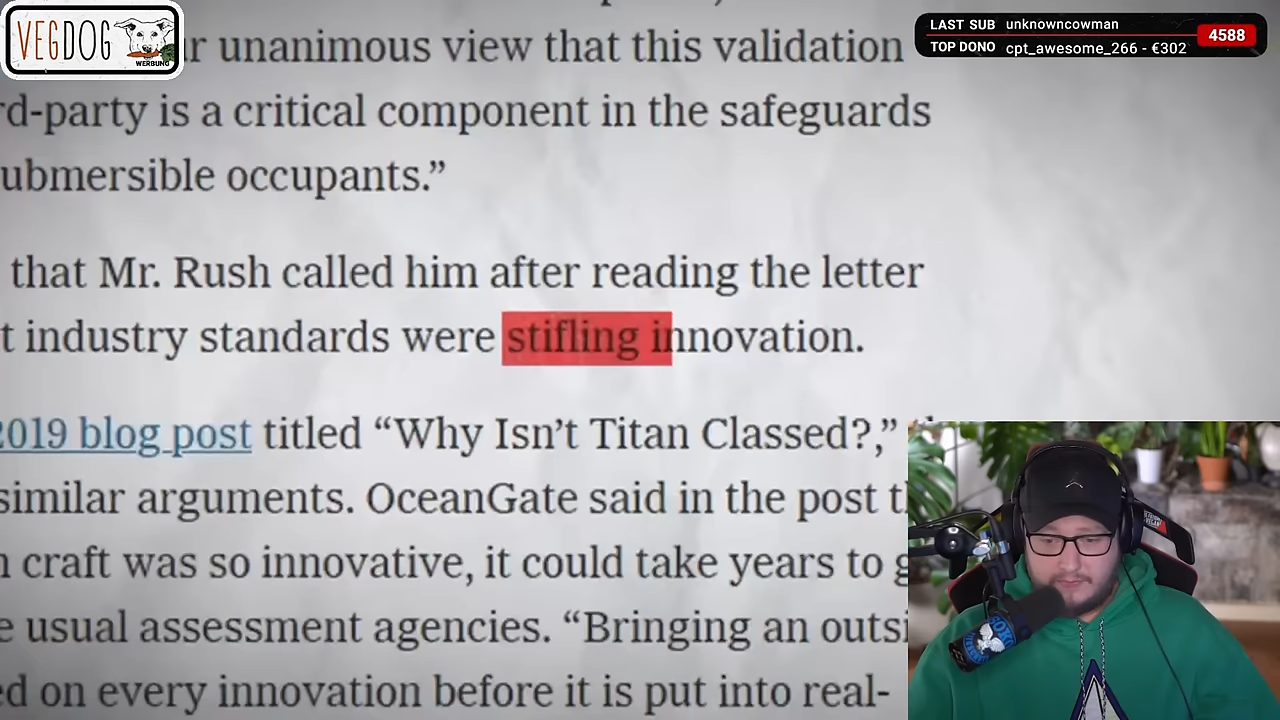 VEGDOG
WERBUNG
LAST SUB unknowncowman
TOP DONO cpt_awesome_266 - €302
4588
r unanimous view that this validation
rd-party is a critical component in the safeguards
ubmersible occupants.”
that Mr. Rush called him after reading the letter
t industry standards were stifling innovation.
2019 blog post titled “Why Isn’t Titan Classed?,”
similar arguments. OceanGate said in the post t
n craft was so innovative, it could take years to g
e usual assessment agencies. “Bringing an outsi
ed on every innovation before it is put into real-